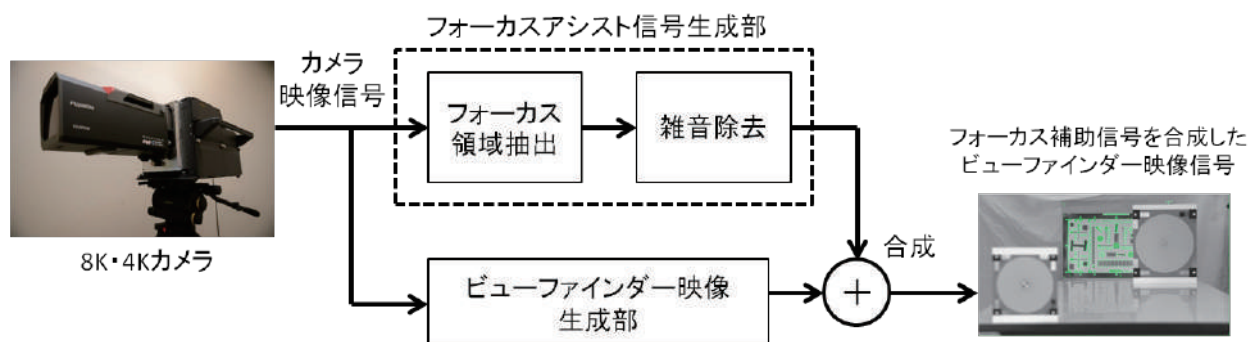 フォーカスアシスト信号生成部
カメラ
映像信号
フォーカス
領域抽出
雑音除去
フォーカス補助信号を合成した
ビューファインダー映像信号
8K・4Kカメラ
合成
ビューファインダー映像
生成部
+
FUJINON